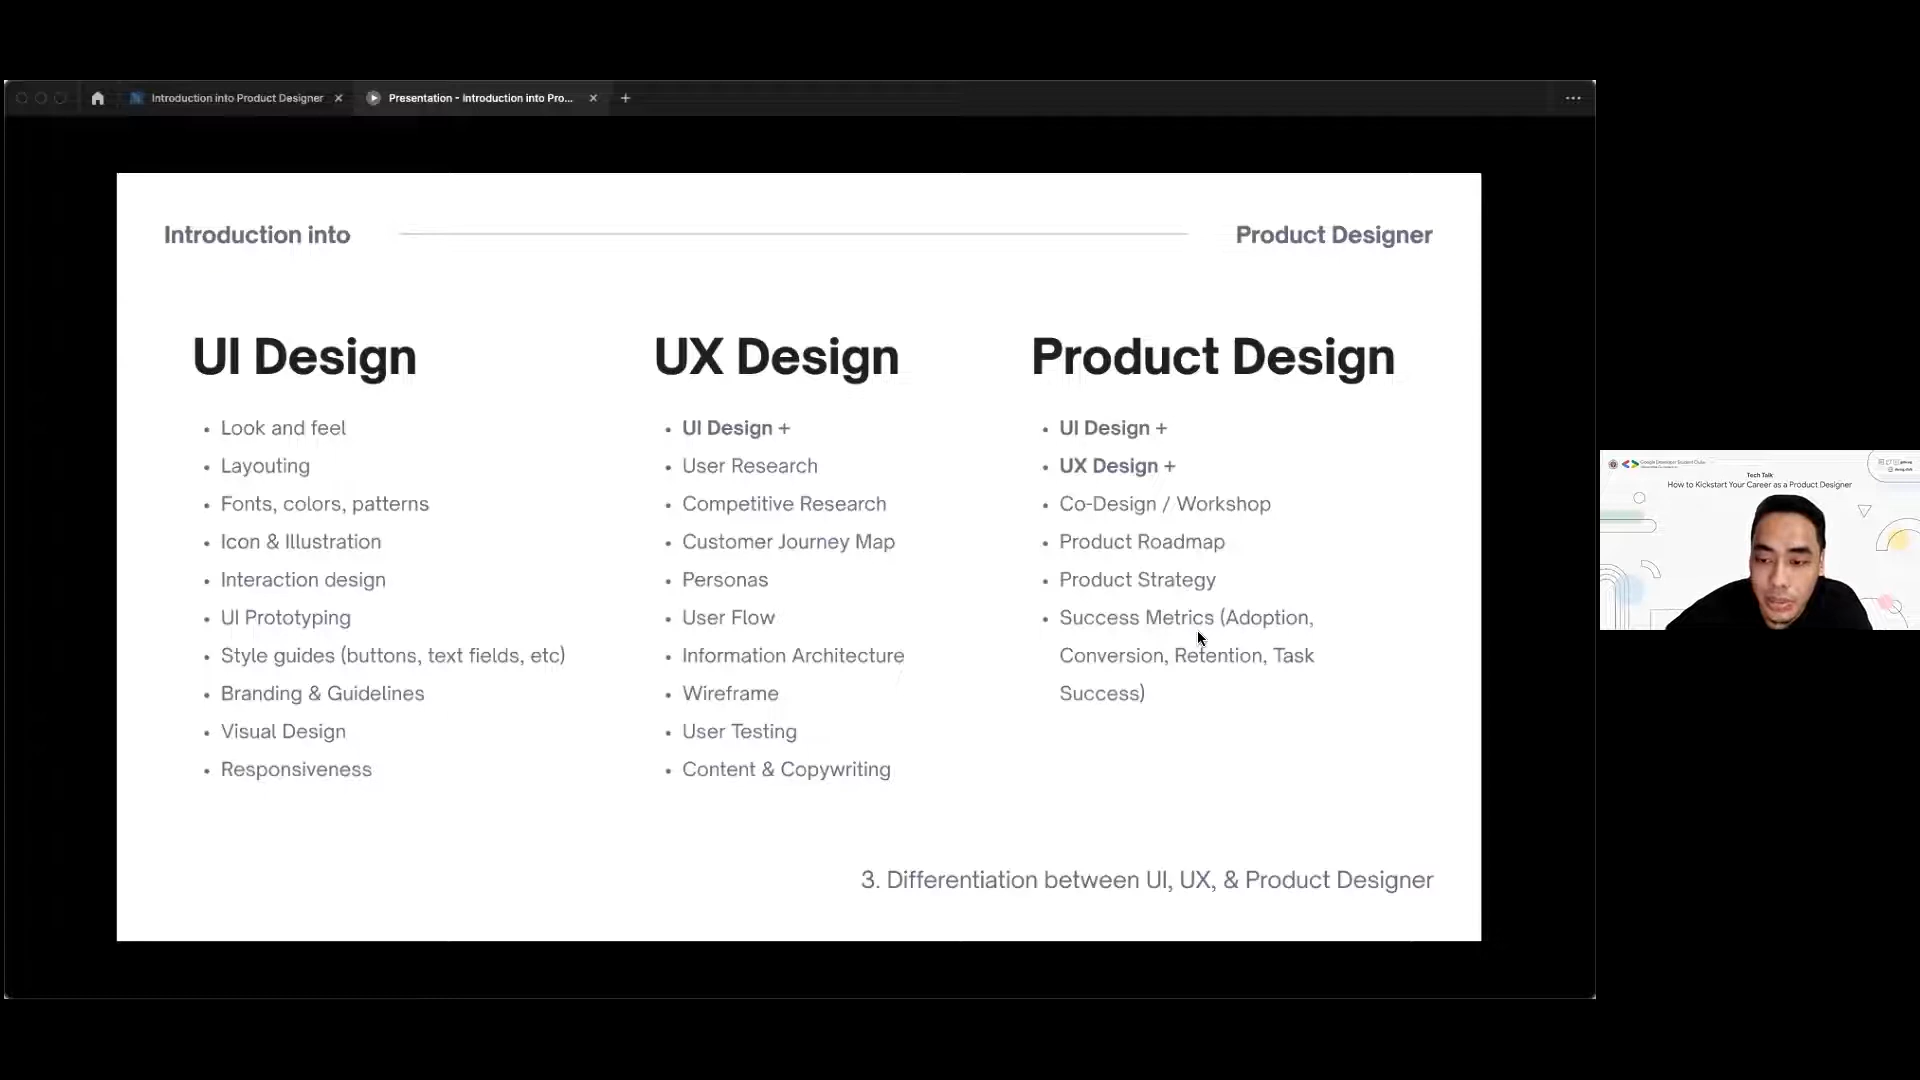 Introduction into Product Designer
Presentation - Introduction into Pro...
Introduction into
Product Designer
UI Design
• Look and feel
• Layouting
• Fonts, colors, patterns
• Icon & Illustration
• Interaction design
• UI Prototyping
• Style guides (buttons, text fields, etc)
• Branding & Guidelines
• Visual Design
• Responsiveness
UX Design
• UI Design +
• User Research
• Competitive Research
• Customer Journey Map
• Personas
• User Flow
• Information Architecture
• Wireframe
• User Testing
• Content & Copywriting
Product Design
• UI Design +
• UX Design +
• Co-Design / Workshop
• Product Roadmap
• Product Strategy
• Success Metrics (Adoption,
Conversion, Retention, Task
Success)
3. Differentiation between UI, UX, & Product Designer
Google Developer Student Clubs
Tech Talk
How to Kickstart Your Career as a Product Designer